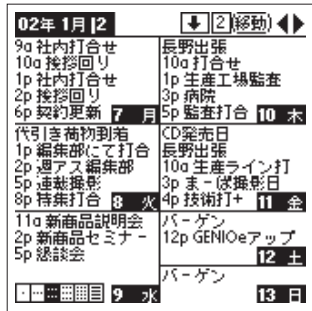 02年 1月 |2 2(移動)
9a 社内打合せ
10a 挨拶回り
1p 社内打合せ
2p 挨拶回り
6p 契約更新 7 月
代引き荷物到着
1p 編集部にて打合
2p 週アス編集部
5p 連載撮影
8p 特集打合 8 火
11a 新商品説明会
2p 新商品セミナー
5p 懇談会
9 水
長野出張
10a 打合せ
1p 生産工場監査
3p 病院
5p 監査打合 10 木
CD発売日
長野出張
10a 生産ライン打
3p まーぱ撮影日
4p 技術打+ 11 金
バーゲン
12p GENIOeアップ
12 土
バーゲン
13 日